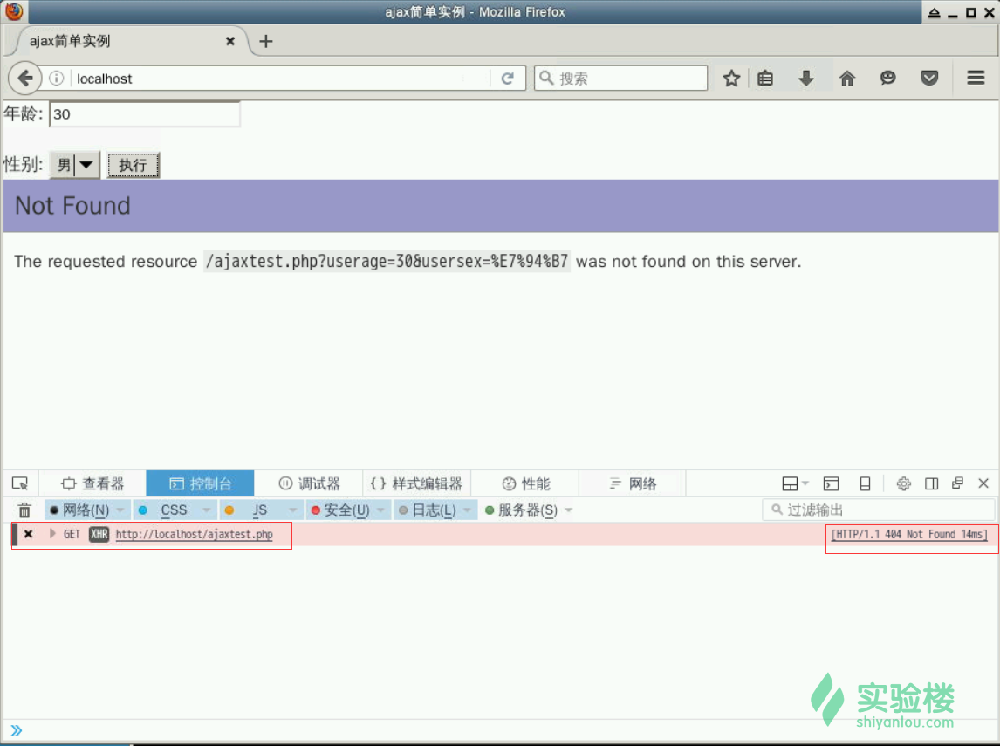 ajax简单实例 - Mozilla Firefox
ajax简单实例
localhost
搜索
年龄: 30
性别: 男 执行
Not Found
The requested resource /ajaxtest.php?userage=30&usersex=%E7%94%B7 was not found on this server.
查看器 控制台 调试器 {} 样式编辑器 性能 网络
网络(N) CSS JS 安全(U) 日志(L) 服务器(S) 过滤输出
GET XHR http://localhost/ajaxtest.php [HTTP/1.1 404 Not Found 14ms]
实验楼
shiyanlou.com